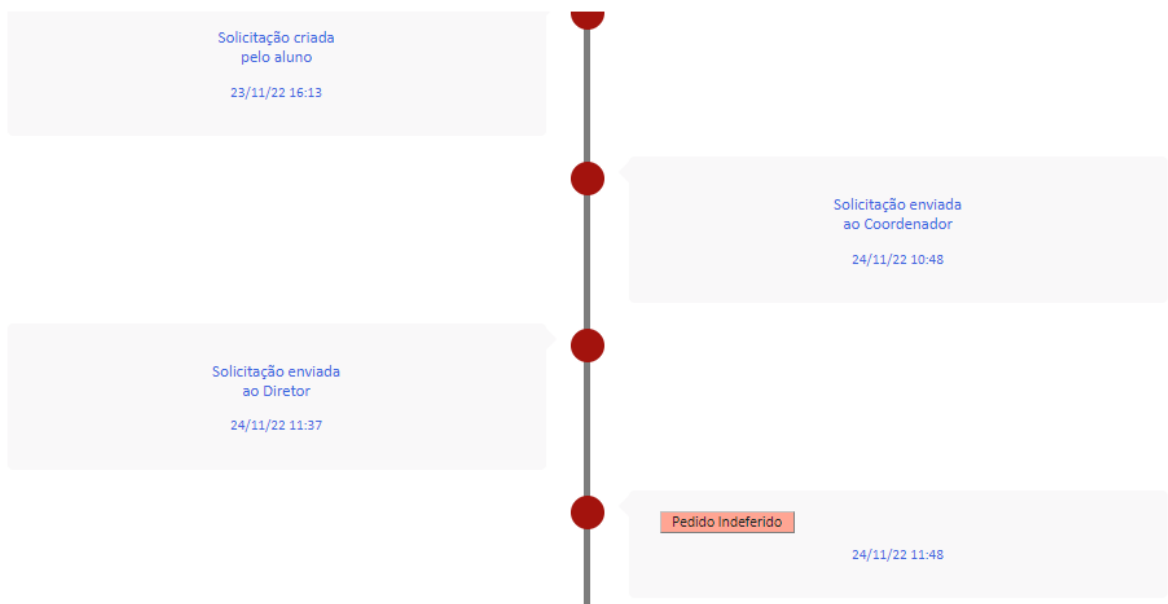 Solicitação criada
pelo aluno
23/11/22 16:13
Solicitação enviada
ao Coordenador
24/11/22 10:48
Solicitação enviada
ao Diretor
24/11/22 11:37
Pedido Indeferido
24/11/22 11:48